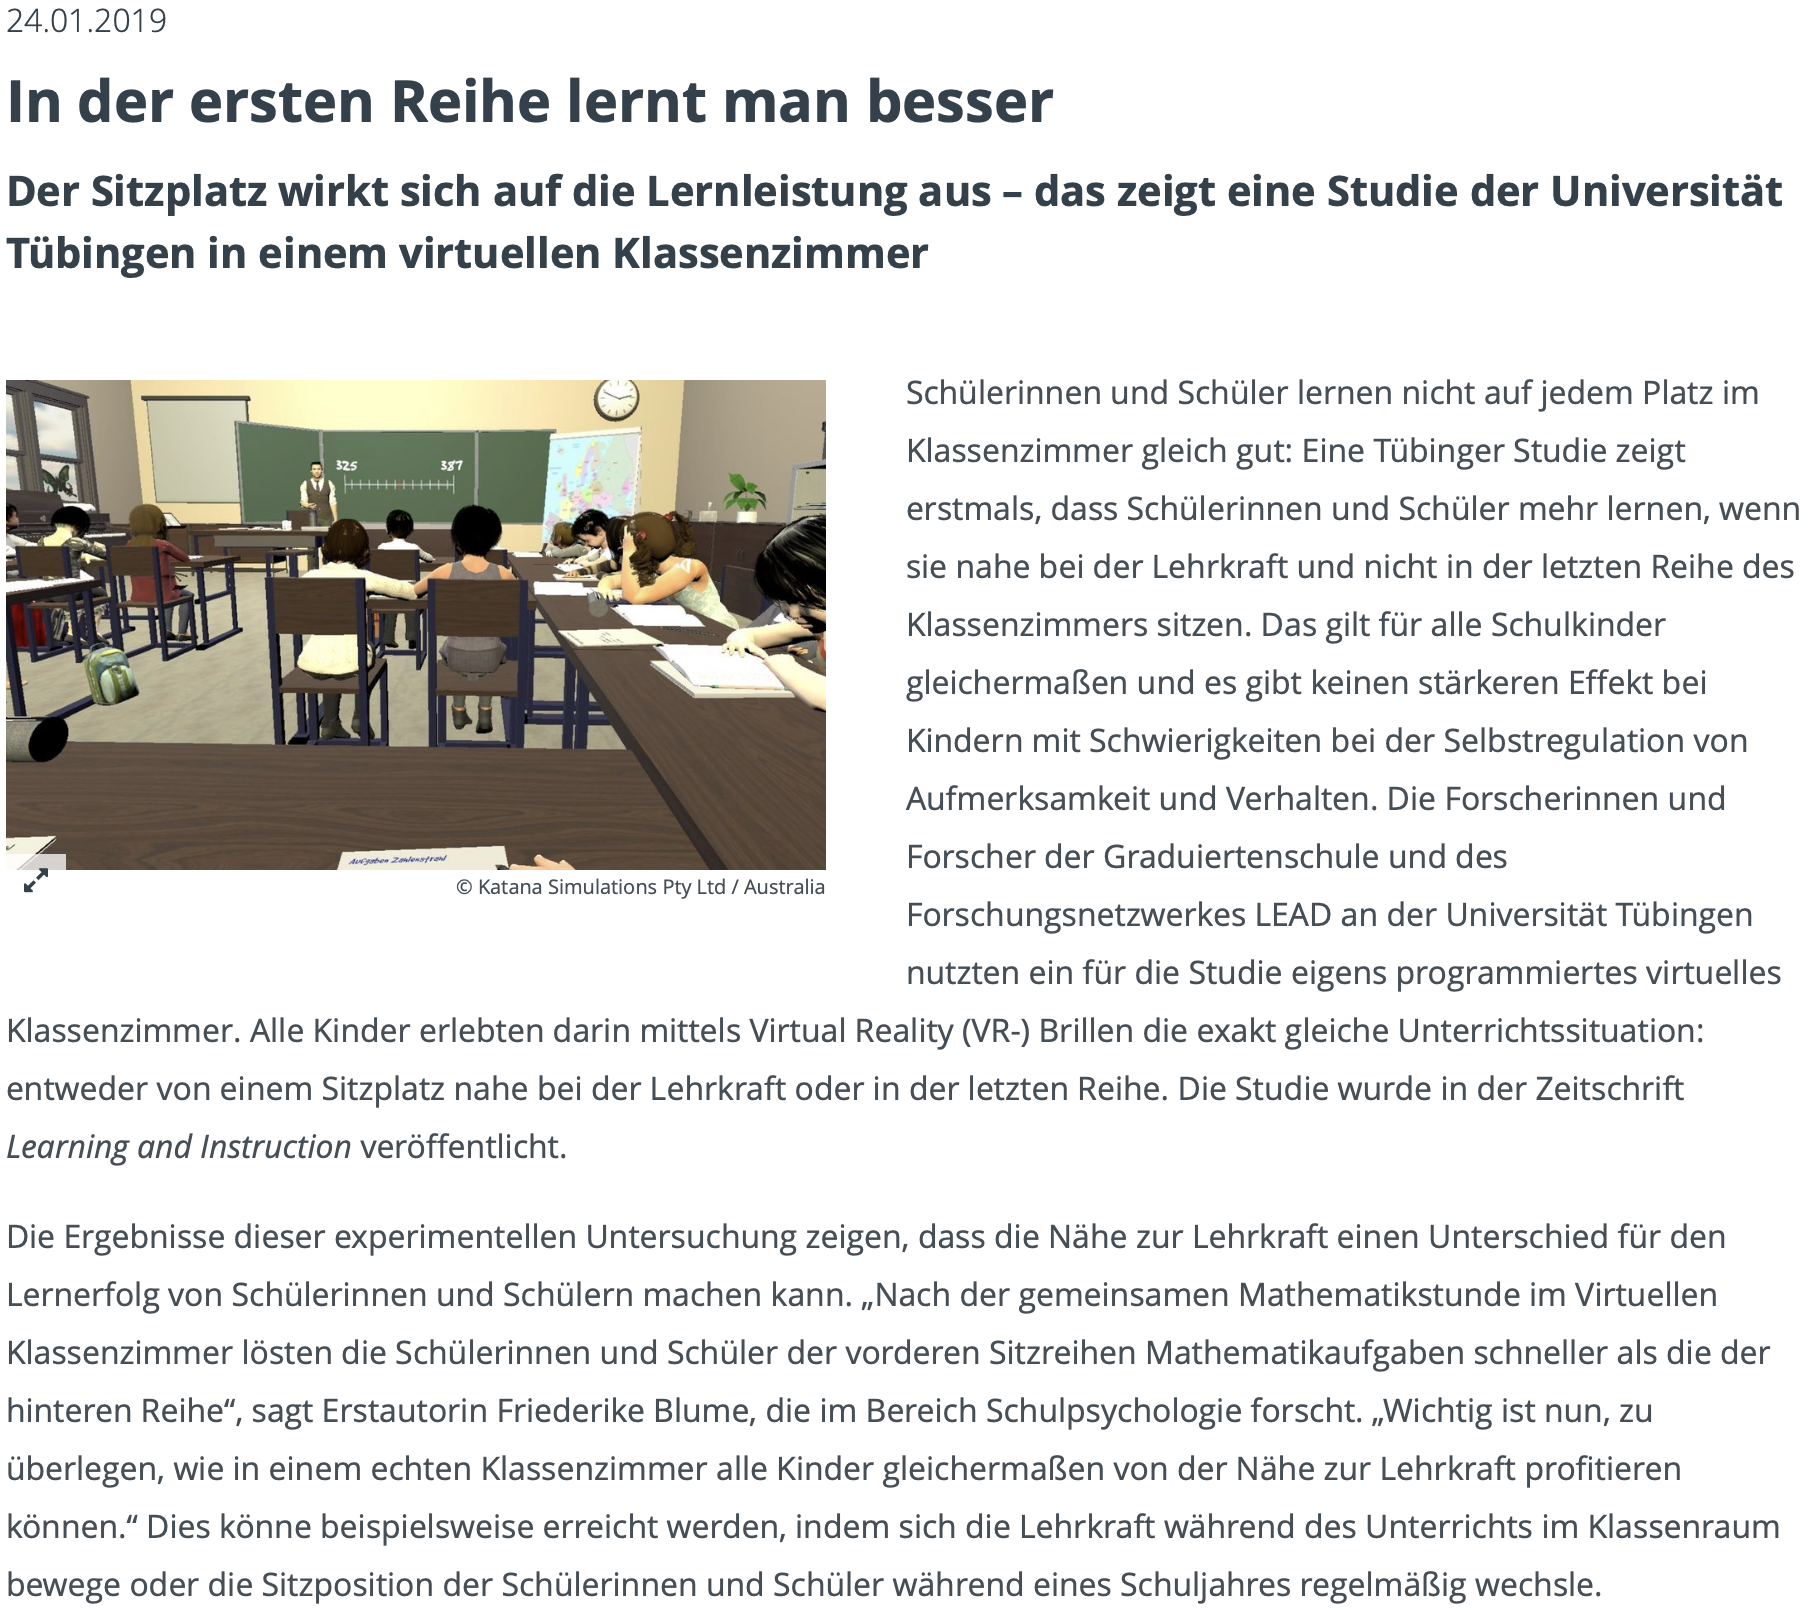 24.01.2019
In der ersten Reihe lernt man besser
Der Sitzplatz wirkt sich auf die Lernleistung aus – das zeigt eine Studie der Universität
Tübingen in einem virtuellen Klassenzimmer
325 387
Aufgaben Zahlenstrahl
© Katana Simulations Pty Ltd / Australia
Schülerinnen und Schüler lernen nicht auf jedem Platz im
Klassenzimmer gleich gut: Eine Tübinger Studie zeigt
erstmals, dass Schülerinnen und Schüler mehr lernen, wenn
sie nahe bei der Lehrkraft und nicht in der letzten Reihe des
Klassenzimmers sitzen. Das gilt für alle Schulkinder
gleichermaßen und es gibt keinen stärkeren Effekt bei
Kindern mit Schwierigkeiten bei der Selbstregulation von
Aufmerksamkeit und Verhalten. Die Forscherinnen und
Forscher der Graduiertenschule und des
Forschungsnetzwerkes LEAD an der Universität Tübingen
nutzten ein für die Studie eigens programmiertes virtuelles
Klassenzimmer. Alle Kinder erlebten darin mittels Virtual Reality (VR-) Brillen die exakt gleiche Unterrichtssituation:
entweder von einem Sitzplatz nahe bei der Lehrkraft oder in der letzten Reihe. Die Studie wurde in der Zeitschrift
Learning and Instruction veröffentlicht.
Die Ergebnisse dieser experimentellen Untersuchung zeigen, dass die Nähe zur Lehrkraft einen Unterschied für den
Lernerfolg von Schülerinnen und Schülern machen kann. „Nach der gemeinsamen Mathematikstunde im Virtuellen
Klassenzimmer lösten die Schülerinnen und Schüler der vorderen Sitzreihen Mathematikaufgaben schneller als die der
hinteren Reihe“, sagt Erstautorin Friederike Blume, die im Bereich Schulpsychologie forscht. „Wichtig ist nun, zu
überlegen, wie in einem echten Klassenzimmer alle Kinder gleichermaßen von der Nähe zur Lehrkraft profitieren
können.“ Dies könne beispielsweise erreicht werden, indem sich die Lehrkraft während des Unterrichts im Klassenraum
bewege oder die Sitzposition der Schülerinnen und Schüler während eines Schuljahres regelmäßig wechsle.